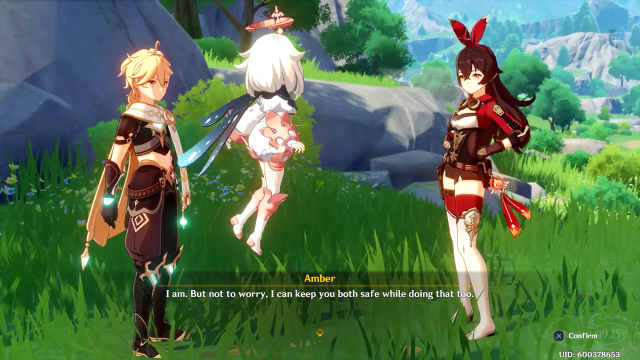 Amber
I am. But not to worry, I can keep you both safe while doing that too.
Confirm
UID: 600378653